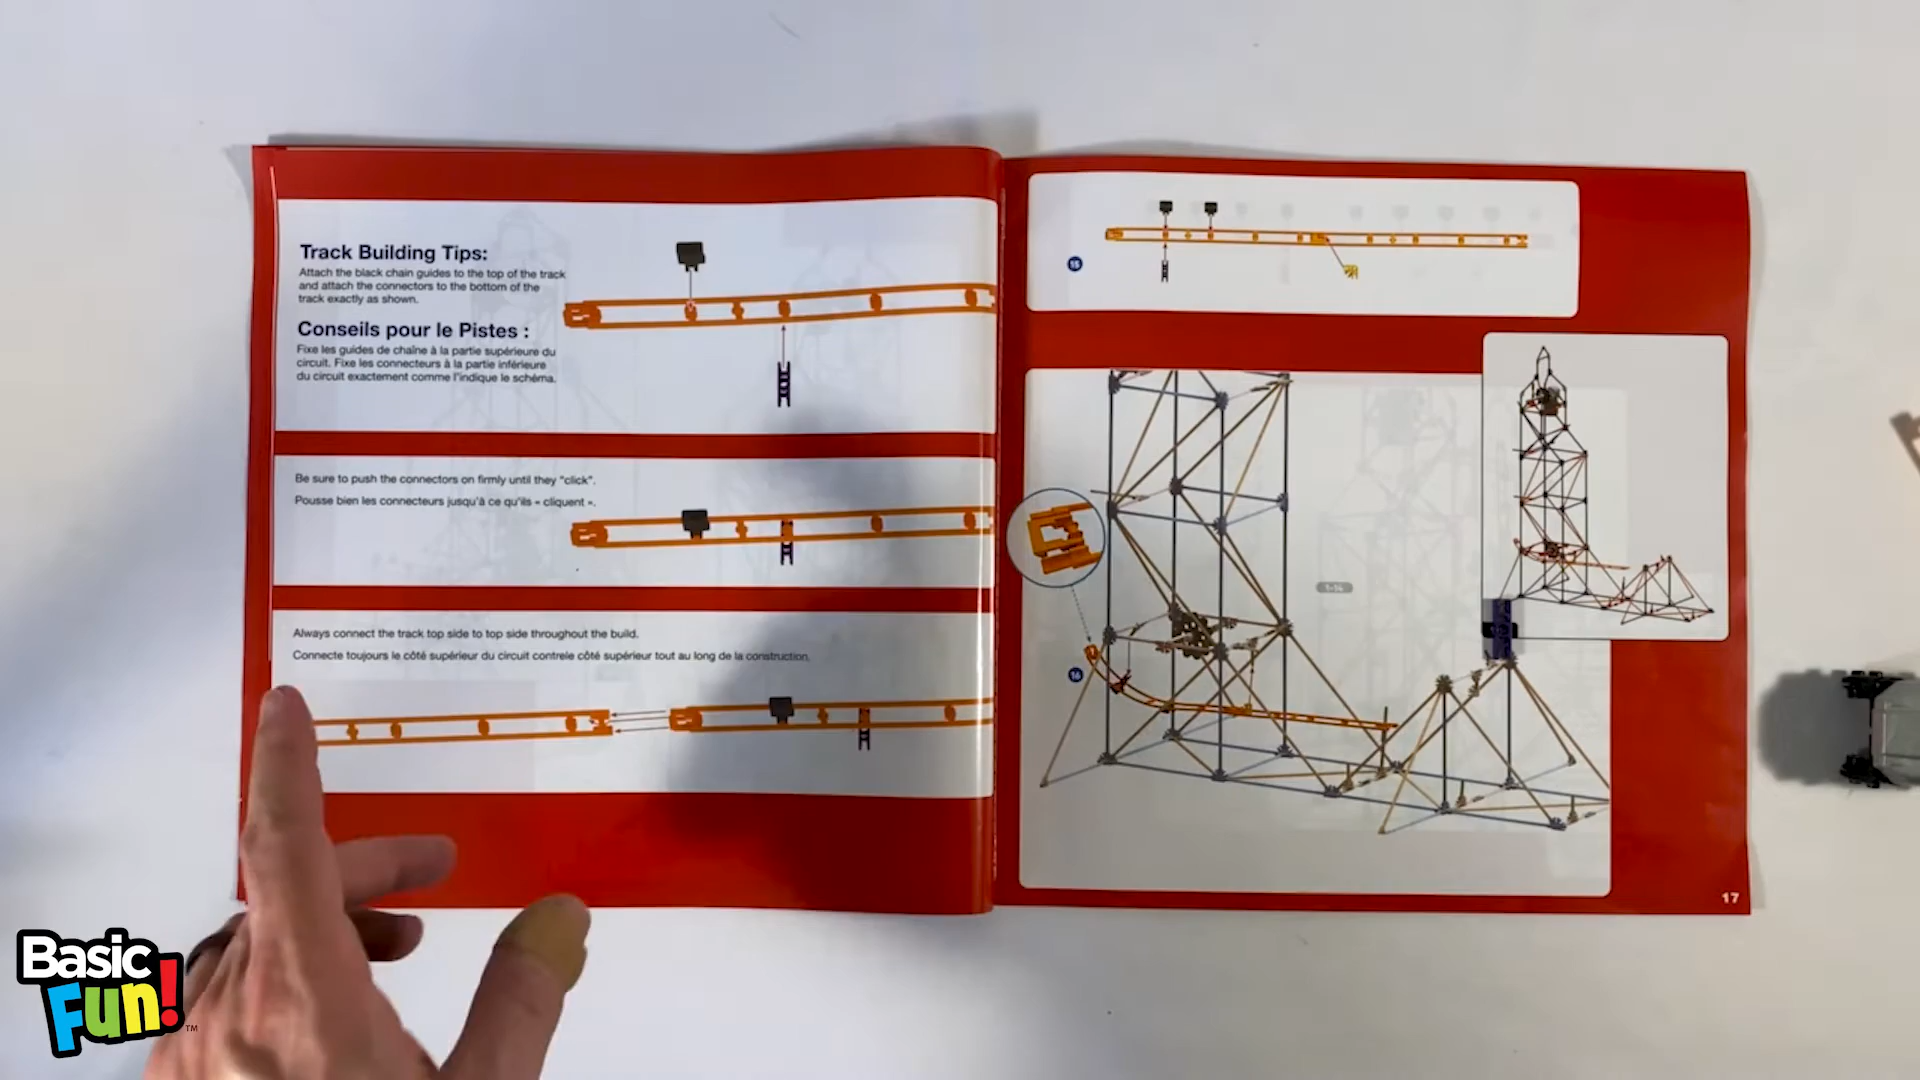 Track Building Tips:
Attach the black chain guides to the top of the track
and attach the connectors to the bottom of the
track exactly as shown.
Conseils pour le Pistes :
Fixe les guides de chaîne à la partie supérieure du
circuit. Fixe les connecteurs à la partie inférieure
du circuit exactement comme l'indique le schéma.
Be sure to push the connectors on firmly until they "click".
Pousse bien les connecteurs jusqu'à ce qu'ils « cliquent ».
Always connect the track top side to top side throughout the build.
Connecte toujours le côté supérieur du circuit contrele côté supérieur tout au long de la construction.
15
1-14
16
17
Basic
Fun!
TM